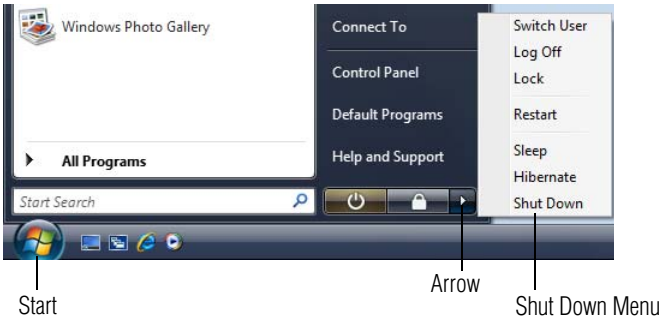 Windows Photo Gallery
All Programs
Start Search
Connect To
Control Panel
Default Programs
Help and Support
Switch User
Log Off
Lock
Restart
Sleep
Hibernate
Shut Down
Start
Arrow
Shut Down Menu